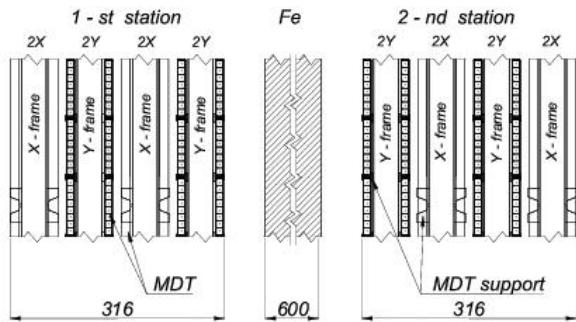 1 - st station Fe 2 - nd station
2X 2Y 2X 2Y 2Y 2X 2Y 2X
X - frame Y - frame X - frame Y - frame Y - frame X - frame Y - frame X - frame
MDT MDT support
316 600 316